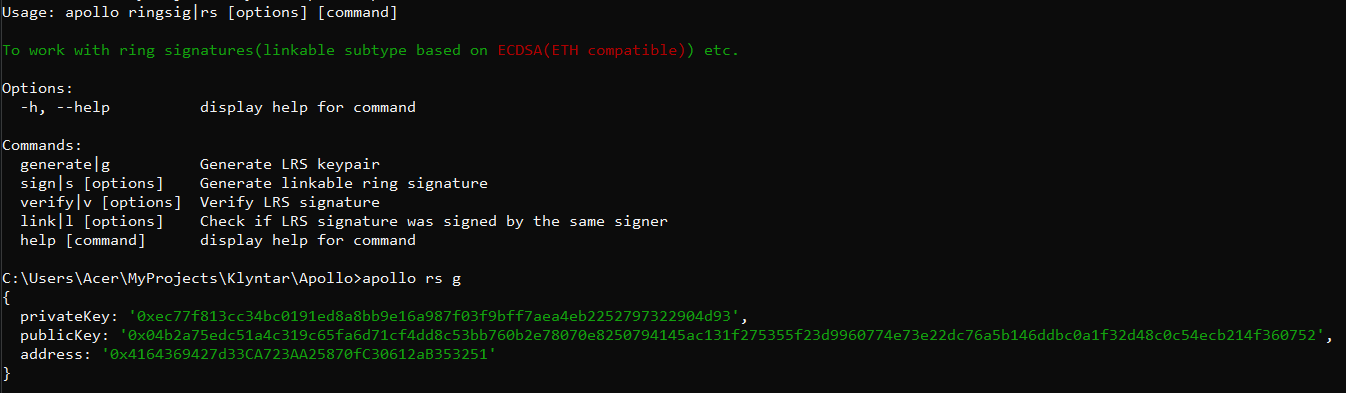 Usage: apollo ringsig|rs [options] [command]
To work with ring signatures(linkable subtype based on ECDSA(ETH compatible)) etc.
Options:
-h, --help display help for command
Commands:
generate|g Generate LRS keypair
sign|s [options] Generate linkable ring signature
verify|v [options] Verify LRS signature
link|l [options] Check if LRS signature was signed by the same signer
help [command] display help for command
C:\Users\Acer\MyProjects\Klyntar\Apollo>apollo rs g
{
privateKey: '0xec77f813cc34bc0191ed8a8bb9e16a987f03f9bff7aea4eb2252797322904d93',
publicKey: '0x04b2a75edc51a4c319c65fa6d71cf4dd8c53bb760b2e78070e8250794145ac131f275355f23d9960774e73e22dc76a5b146ddbc0a1f32d48c0c54ecb214f360752',
address: '0x4164369427d33CA723AA25870fC30612aB353251'
}